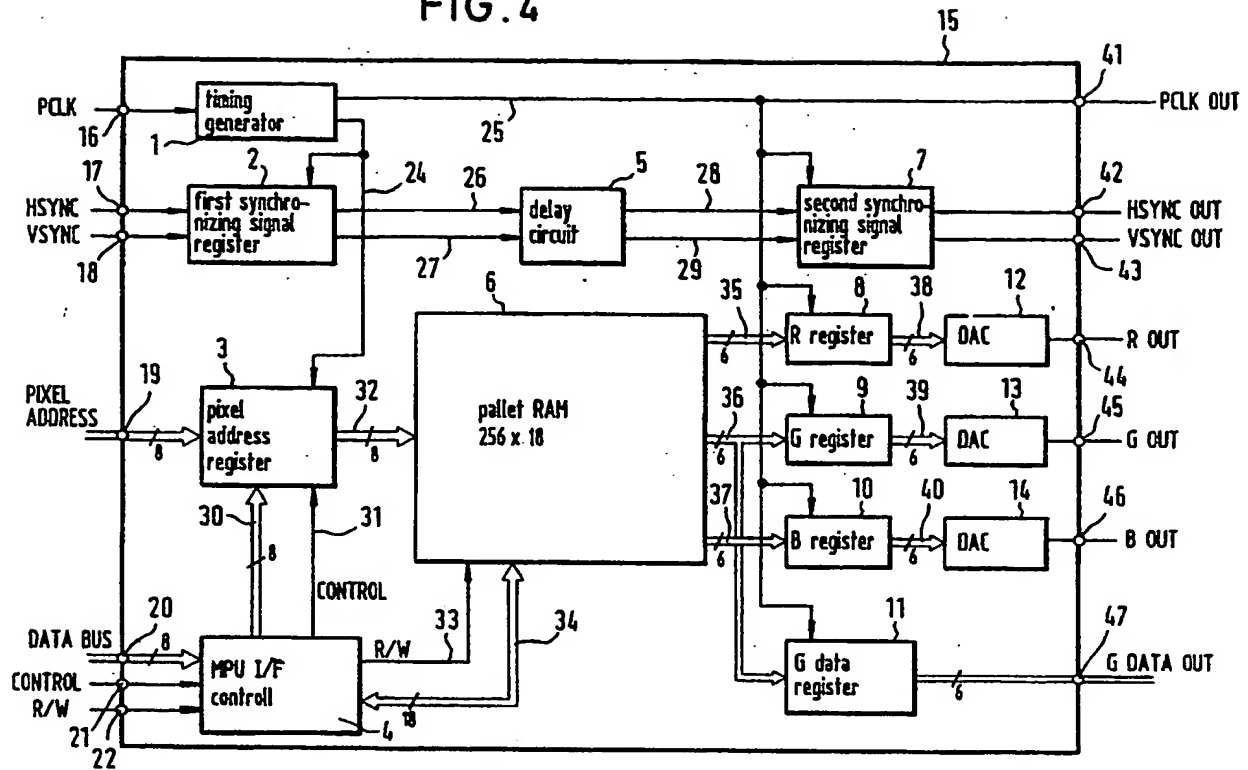 FIG. 4
15
41
PCLK
16
timing
generator
1
25
PCLK OUT
2
24
26
5
28
7
42
17
HSYNC
VSYNC
18
first synchro-
nizing signal
register
27
delay
circuit
29
second synchro-
nizing signal
register
HSYNC OUT
VSYNC OUT
43
6
35
8
38
12
R register
6
6
DAC
R OUT
44
3
32
PIXEL
ADDRESS
19
8
pixel
address
register
8
pallet RAM
256 x 18
36
6
9
39
13
45
G register
6
DAC
G OUT
37
6
10
40
14
46
B register
6
DAC
B OUT
30
8
31
CONTROL
33
34
11
47
DATA BUS
20
8
CONTROL
R/W
21
22
MPU I/F
controll
4
R/W
18
G data
register
6
G DATA OUT